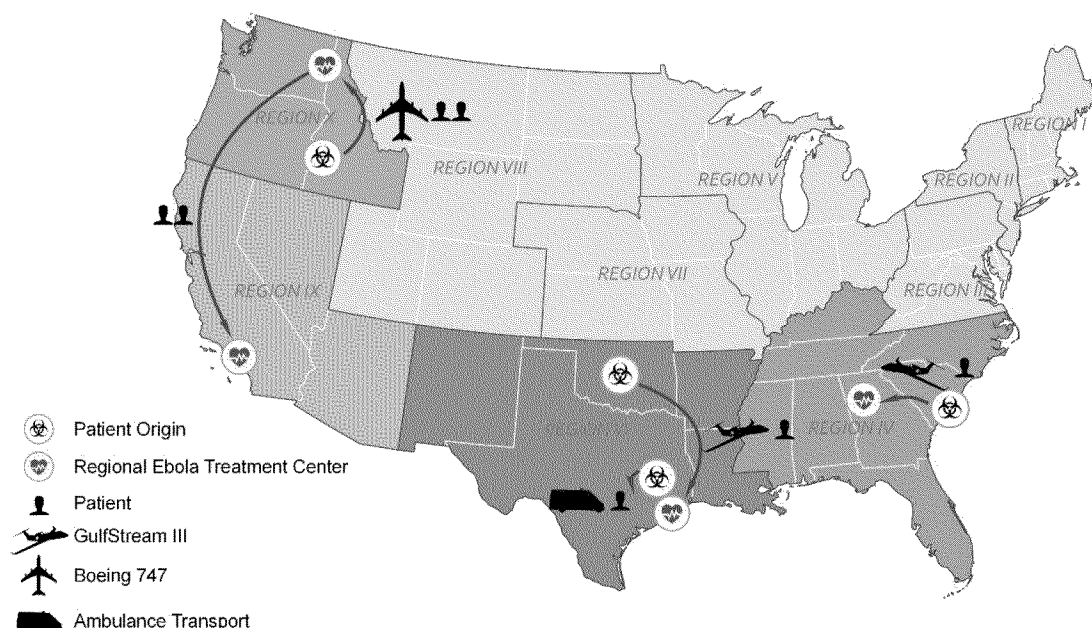 REGION X
REGION VIII
REGION V
REGION I
REGION II
REGION VII
REGION III
REGION IX
REGION VI
REGION IV
Patient Origin
Regional Ebola Treatment Center
Patient
GulfStream III
Boeing 747
Ambulance Transport